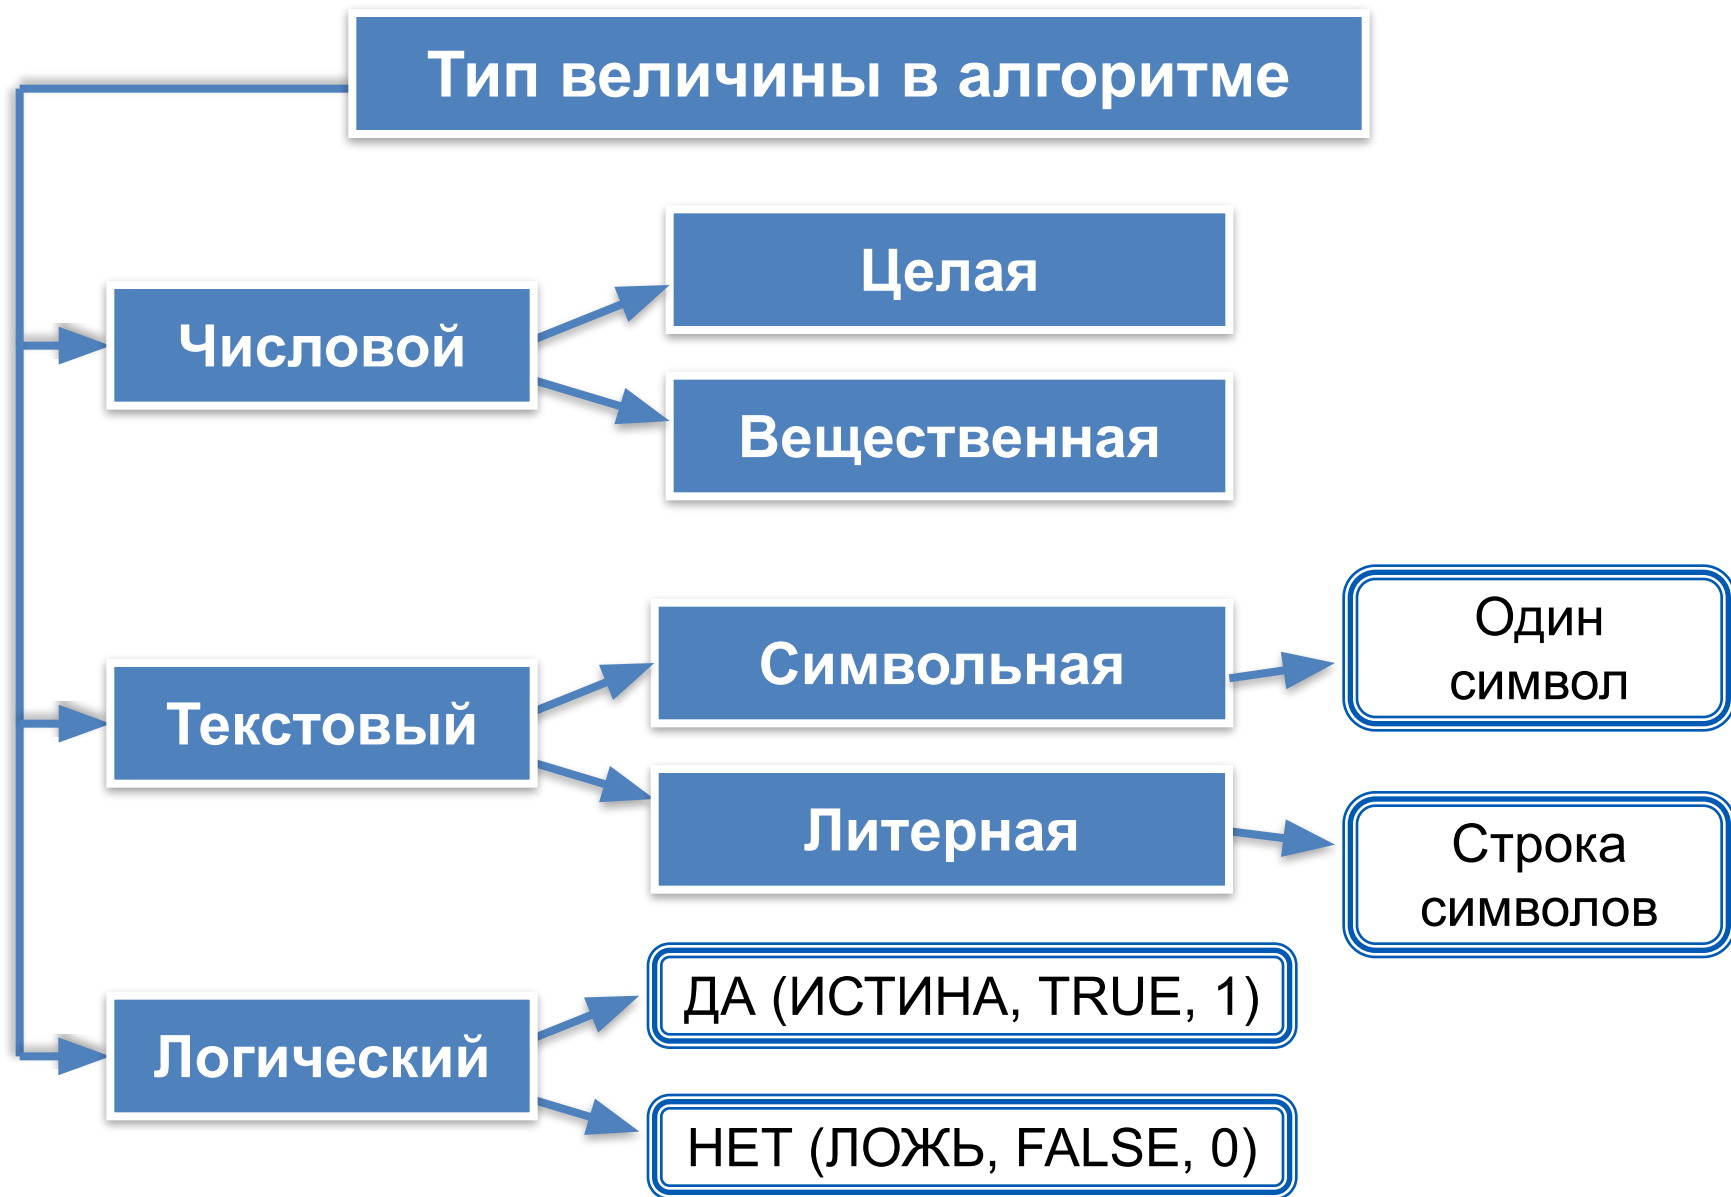 Тип величины в алгоритме
Числовой
Целая
Вещественная
Текстовый
Символьная
Один
символ
Литерная
Строка
символов
Логический
ДА (ИСТИНА, TRUE, 1)
НЕТ (ЛОЖЬ, FALSE, 0)